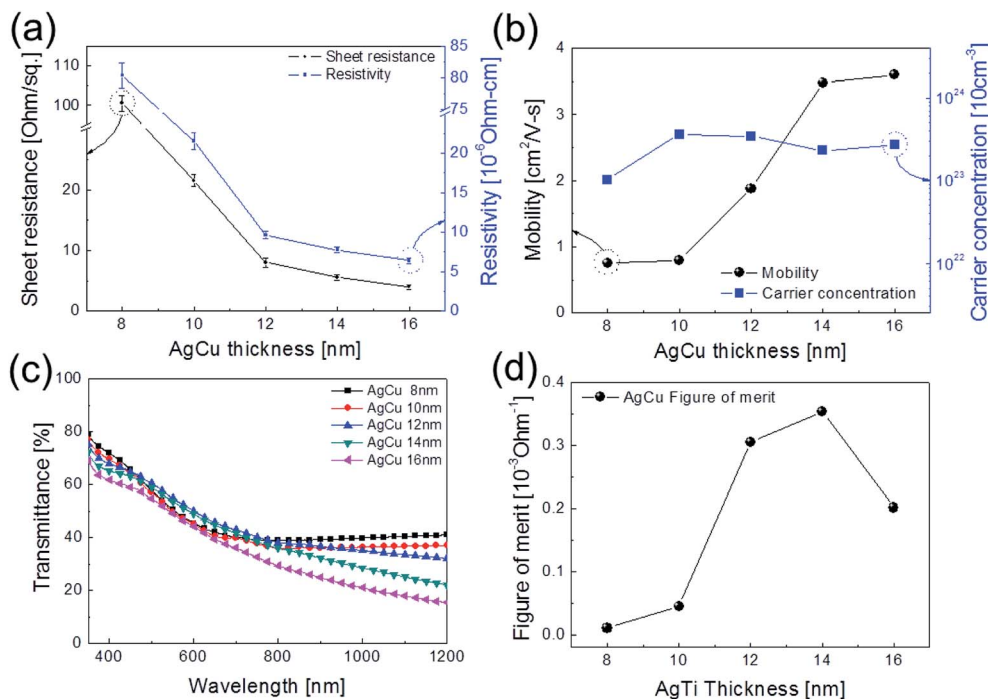 (a)
Sheet resistance [Ohm/sq.]
110
100
20
10
0
Sheet resistance
Resistivity
85
80
75
20
15
10
5
0
Resistivity [10⁻⁶Ohm-cm]
8 10 12 14 16
AgCu thickness [nm]
(b)
Mobility [cm²/V-s]
4
3
2
1
0
Mobility
Carrier concentration
10²⁴
10²³
10²²
Carrier concentration [10cm⁻³]
8 10 12 14 16
AgCu thickness [nm]
(c)
Transmittance [%]
100
80
60
40
20
0
AgCu 8nm
AgCu 10nm
AgCu 12nm
AgCu 14nm
AgCu 16nm
400 600 800 1000 1200
Wavelength [nm]
(d)
Figure of merit [10⁻³Ohm⁻¹]
0.4
0.3
0.2
0.1
0.0
AgCu Figure of merit
8 10 12 14 16
AgTi Thickness [nm]